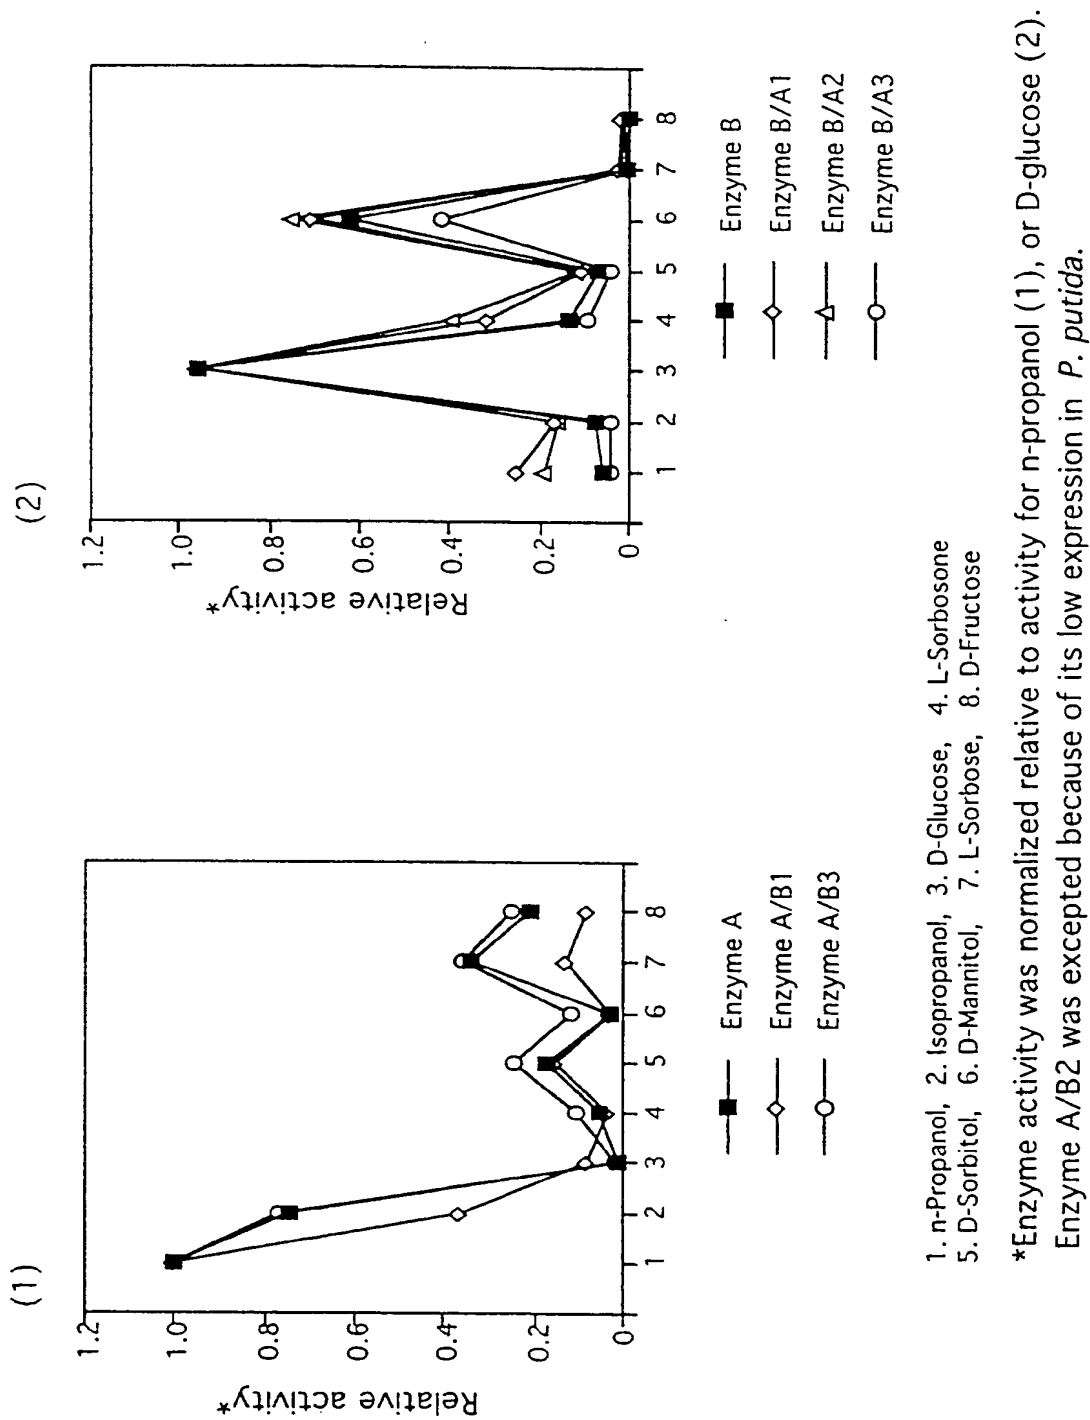 (1)
Relative activity*
1.2
1.0
0.8
0.6
0.4
0.2
0
1 2 3 4 5 6 7 8
Enzyme A
Enzyme A/B1
Enzyme A/B3
(2)
Relative activity*
1.2
1.0
0.8
0.6
0.4
0.2
0
1 2 3 4 5 6 7 8
Enzyme B
Enzyme B/A1
Enzyme B/A2
Enzyme B/A3
1. n-Propanol, 2. Isopropanol, 3. D-Glucose, 4. L-Sorbosone
5. D-Sorbitol, 6. D-Mannitol, 7. L-Sorbose, 8. D-Fructose
*Enzyme activity was normalized relative to activity for n-propanol (1), or D-glucose (2).
Enzyme A/B2 was excepted because of its low expression in P. putida.